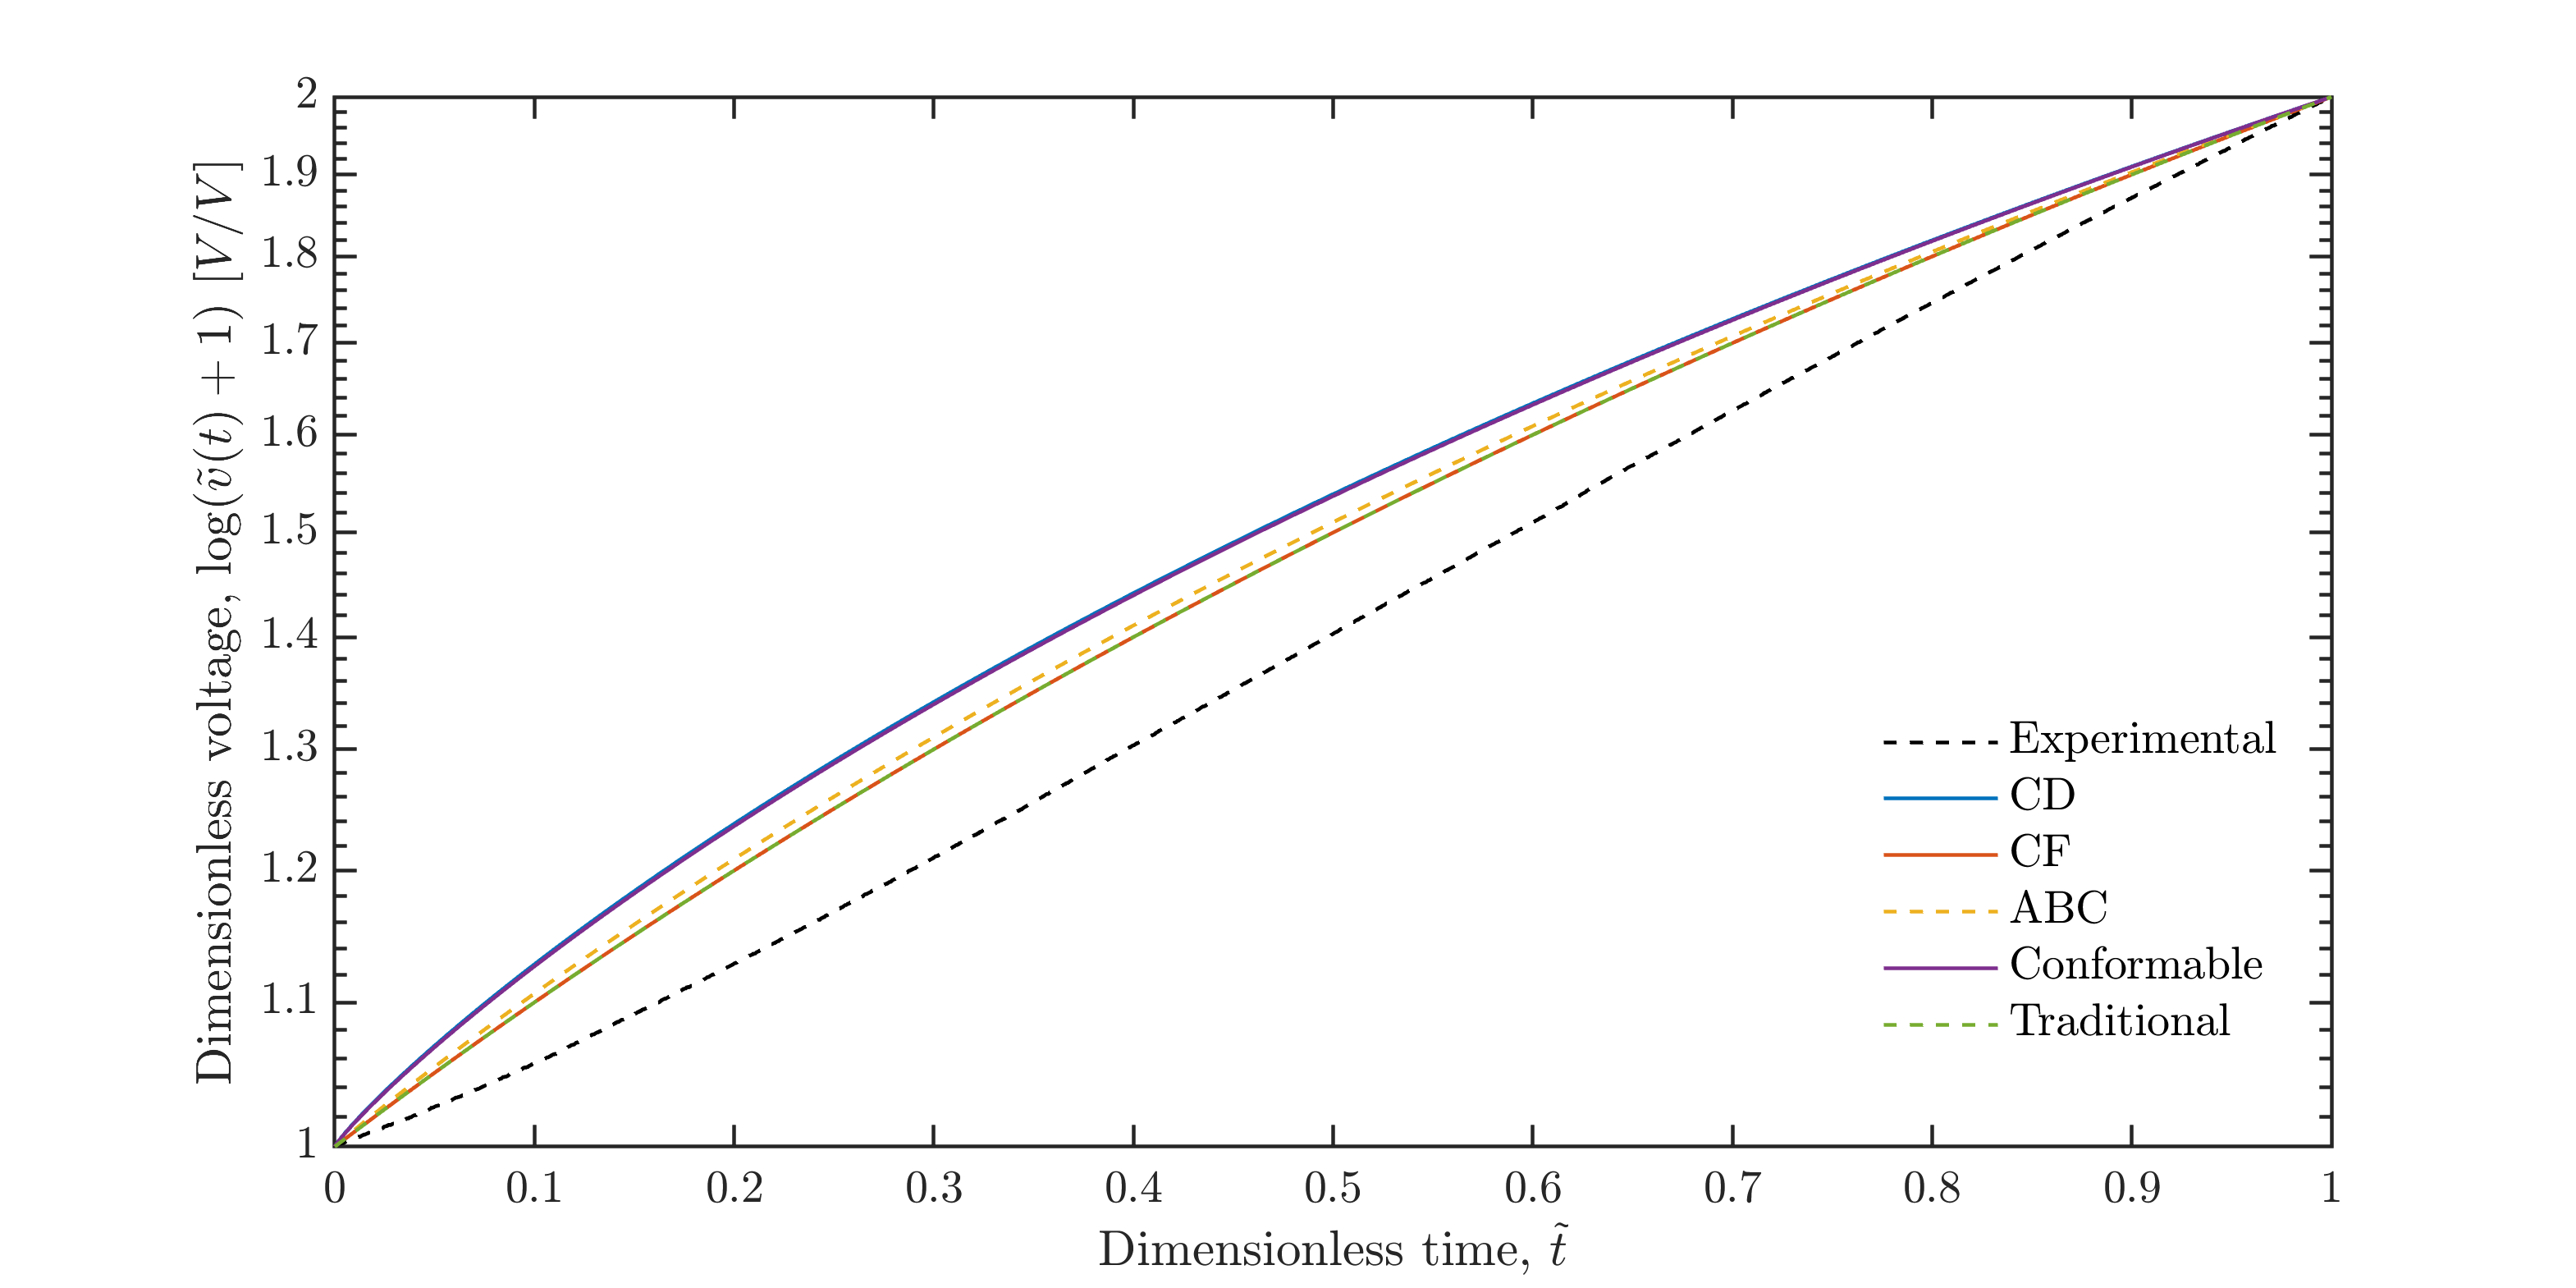 Dimensionless voltage, log(ṽ(t) + 1) [V/V]
2
1.9
1.8
1.7
1.6
1.5
1.4
1.3
1.2
1.1
1
0 0.1 0.2 0.3 0.4 0.5 0.6 0.7 0.8 0.9 1
Dimensionless time, t̃
Experimental
CD
CF
ABC
Conformable
Traditional